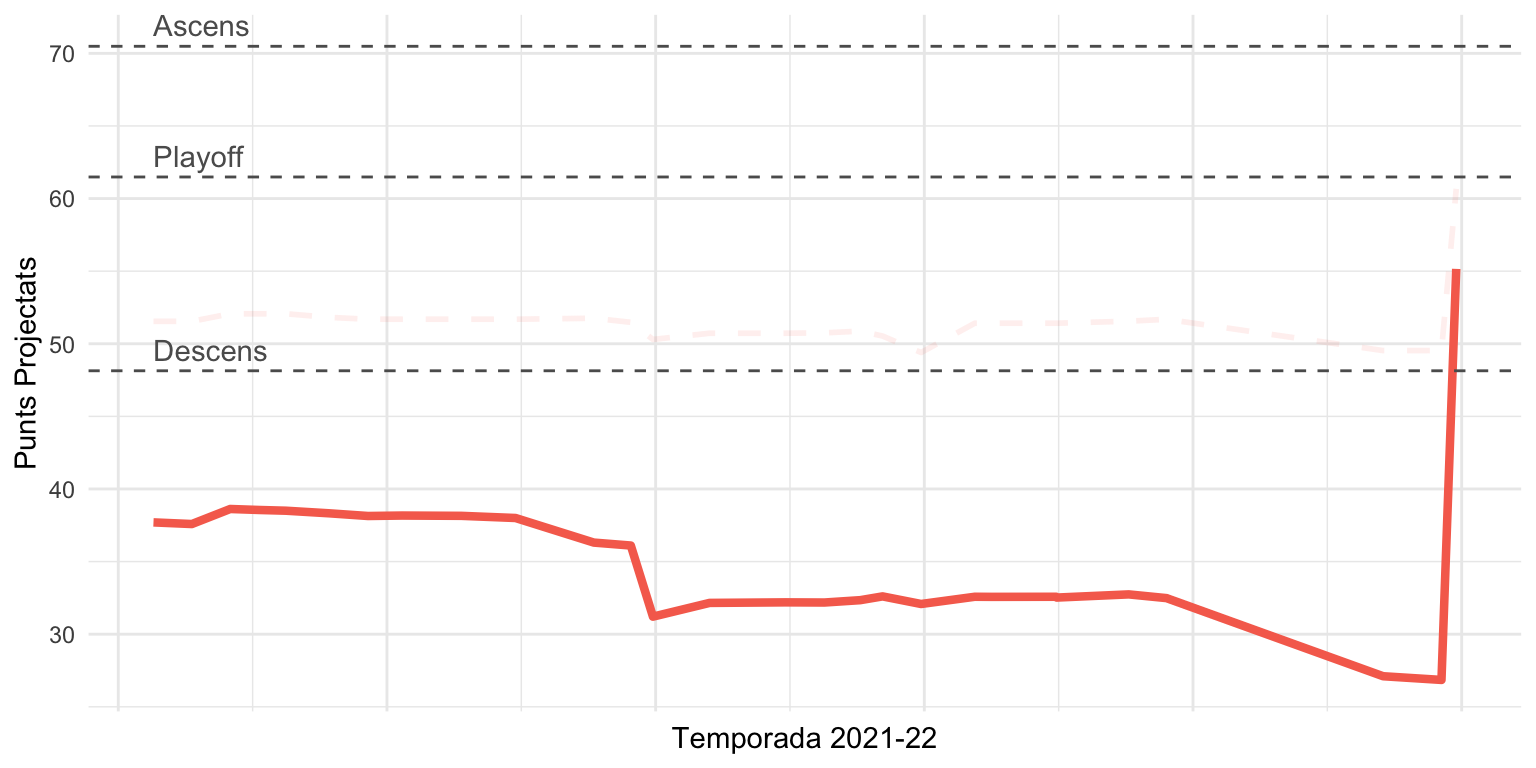 Ascens
70
Playoff
60
Punts Projectats
50
Descens
40
30
Temporada 2021-22